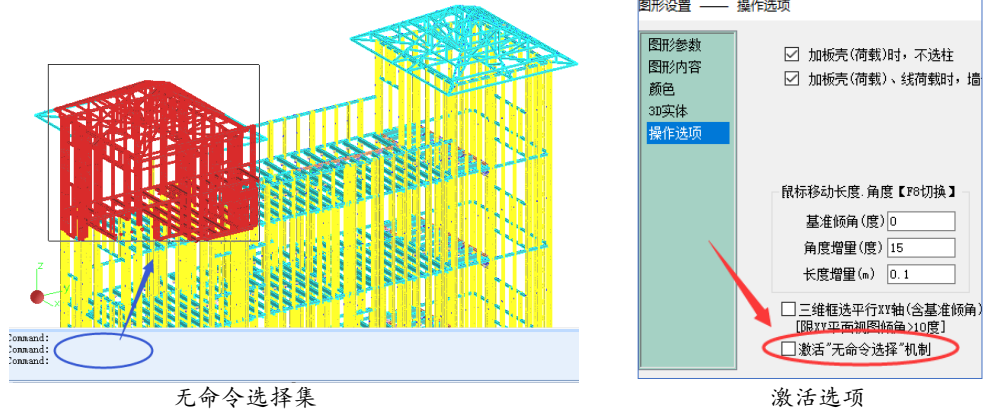 Z
Command:
Command:
Command:
无命令选择集
图形设置 —— 操作选项
图形参数
图形内容
颜色
3D实体
操作选项
加板壳(荷载)时，不选柱
加板壳(荷载)、线荷载时，墙
鼠标移动长度.角度【F8切换】
基准倾角(度) 0
角度增量(度) 15
长度增量(m) 0.1
三维框选平行XY轴(含基准倾角)
[限XY平面视图倾角>10度]
激活"无命令选择"机制
激活选项